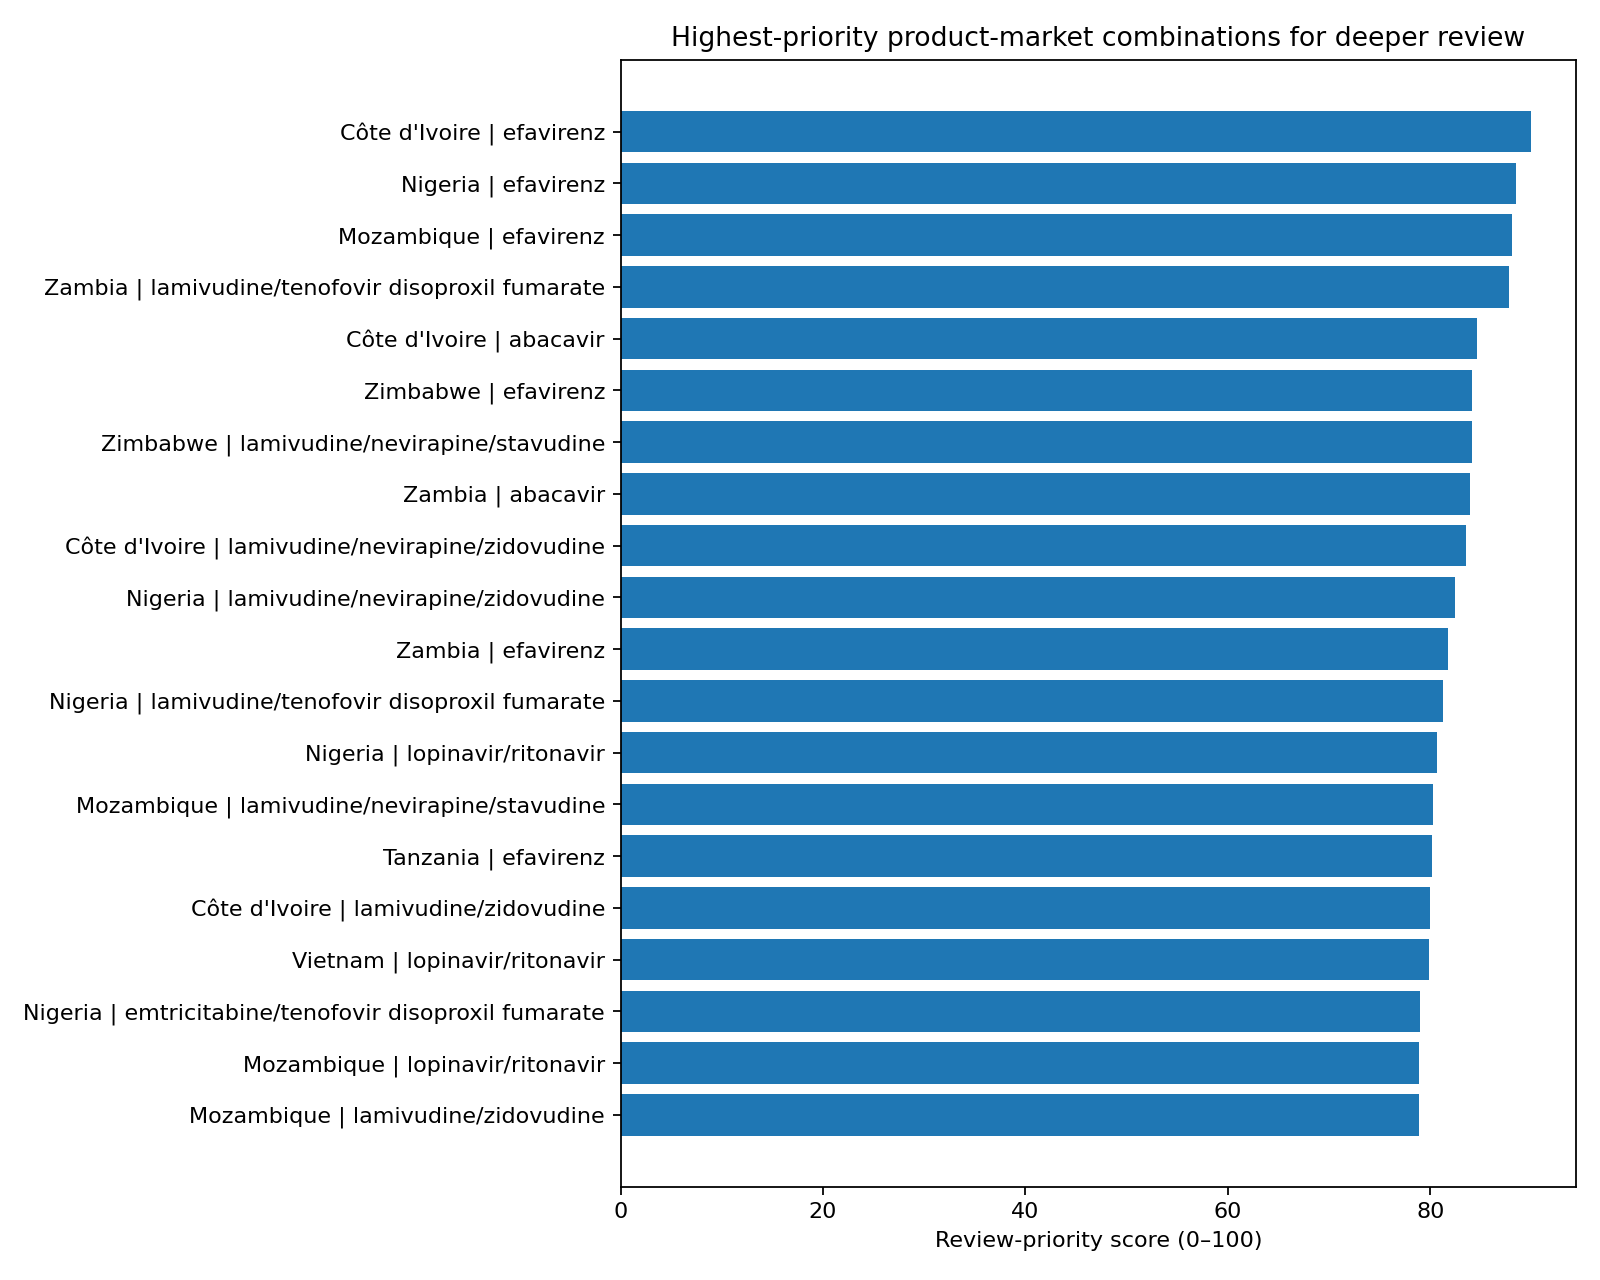 Highest-priority product-market combinations for deeper review
Côte d'Ivoire | efavirenz
Nigeria | efavirenz
Mozambique | efavirenz
Zambia | lamivudine/tenofovir disoproxil fumarate
Côte d'Ivoire | abacavir
Zimbabwe | efavirenz
Zimbabwe | lamivudine/nevirapine/stavudine
Zambia | abacavir
Côte d'Ivoire | lamivudine/nevirapine/zidovudine
Nigeria | lamivudine/nevirapine/zidovudine
Zambia | efavirenz
Nigeria | lamivudine/tenofovir disoproxil fumarate
Nigeria | lopinavir/ritonavir
Mozambique | lamivudine/nevirapine/stavudine
Tanzania | efavirenz
Côte d'Ivoire | lamivudine/zidovudine
Vietnam | lopinavir/ritonavir
Nigeria | emtricitabine/tenofovir disoproxil fumarate
Mozambique | lopinavir/ritonavir
Mozambique | lamivudine/zidovudine
0 20 40 60 80
Review-priority score (0–100)